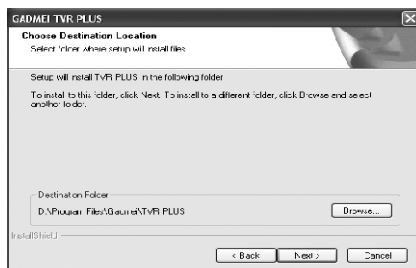 GADMEI TVR PLUS
Choose Destination Location
Select folder where setup will install files.
Setup will install TVR PLUS in the following folder.
To install to this folder, click Next. To install to a different folder, click Browse and select
another folder.
Destination Folder
D:\Program Files\Gadmei\TVR PLUS
Browse...
InstallShield
< Back
Next >
Cancel